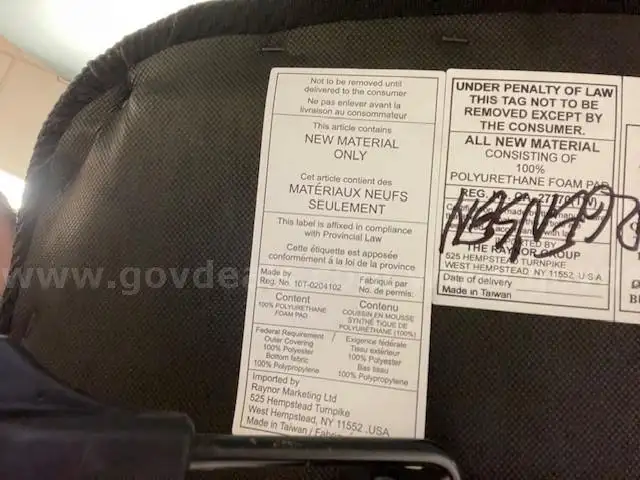 Not to be removed until
delivered to the consumer
Ne pas enlever avant la
livraison au consommateur
This article contains
NEW MATERIAL
ONLY
Cet article contient des
MATÉRIAUX NEUFS
SEULEMENT
This label is affixed in compliance
with Provincial Law
Cette étiquette est apposée
conformément à la loi de la province
Made by
Reg. No. 10T-0204102
Fabriqué par
No. de permis:
Content
100% POLYURETHANE
FOAM PAD
Contenu
COUSSIN EN MOUSSE
SYNTHÉTIQUE DE
POLYURÉTHANE (100%)
Federal Requirement /
Outer Covering
100% Polyester
Bottom fabric
100% Polypropylene
Exigence fédérale
Tissu extérieur
100% Polyester
Bas tissu
100% Polypropylene
Imported by
Raynor Marketing Ltd
525 Hempstead Turnpike
West Hempstead, NY 11552 .USA
Made in Taiwan /
UNDER PENALTY OF LAW
THIS TAG NOT TO BE
REMOVED EXCEPT BY
THE CONSUMER.
ALL NEW MATERIAL
CONSISTING OF
100%
POLYURETHANE FOAM PAD
REG.
THE RAYNOR GROUP
525 HEMPSTEAD TURNPIKE
WEST HEMPSTEAD, NY 11552 .U.S.A
Date of delivery
Made in Taiwan